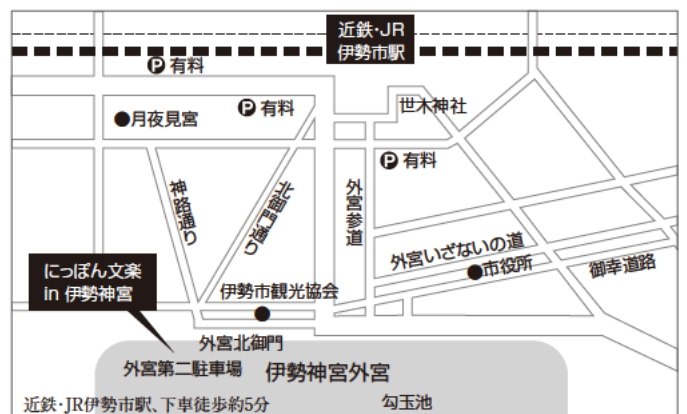 近鉄・JR
伊勢市駅
P 有料
P 有料
世木神社
●月夜見宮
P 有料
神路通り
北御門通り
外宮参道
外宮いざないの道
●市役所
御幸道路
にっぽん文楽
in 伊勢神宮
伊勢市観光協会
外宮北御門
外宮第二駐車場
伊勢神宮外宮
近鉄・JR伊勢市駅、下車徒歩約5分
勾玉池